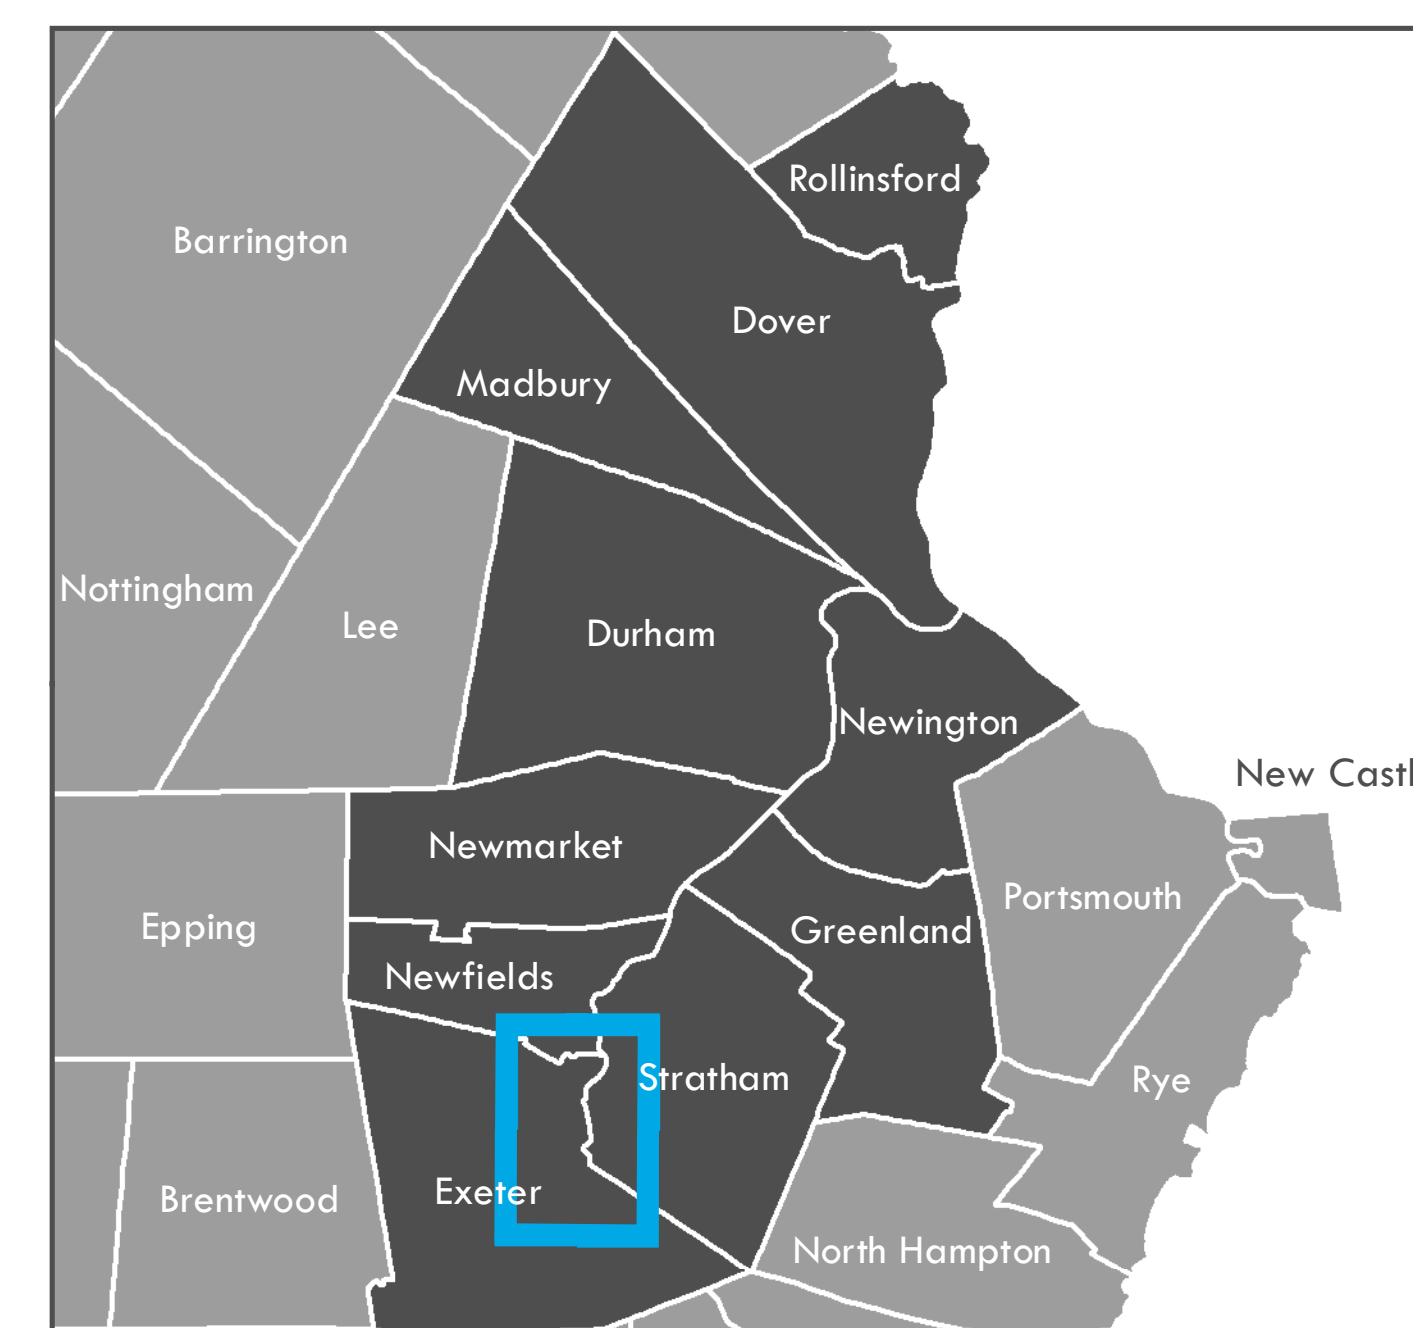 Rollinsford
Barrington
Dover
Madbury
Nottingham
Lee
Durham
Newington
New Castl
Newmarket
Portsmouth
Epping
Greenland
Newfields
Stratham
Rye
Exeter
Brentwood
North Hampton